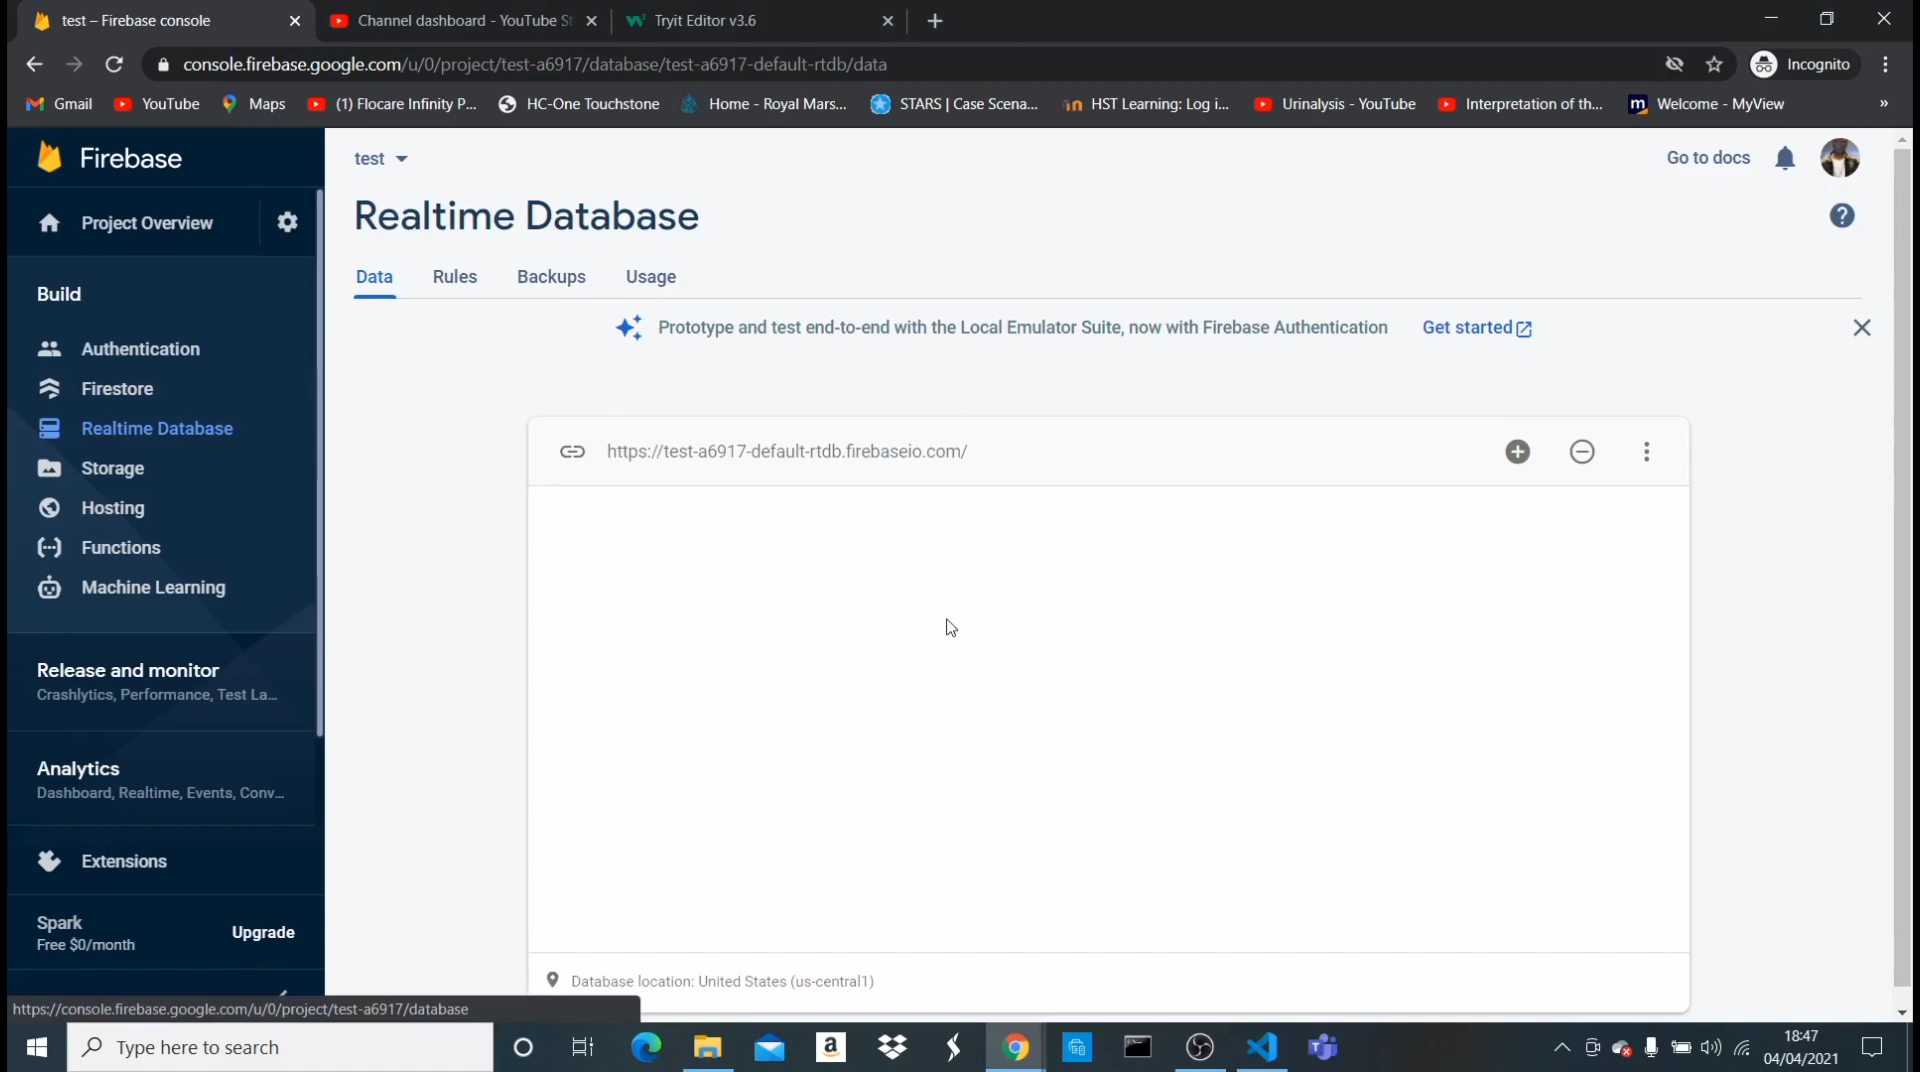 test – Firebase console
Channel dashboard - YouTube St
Tryit Editor v3.6
console.firebase.google.com/u/0/project/test-a6917/database/test-a6917-default-rtdb/data
Incognito
Gmail
YouTube
Maps
(1) Flocare Infinity P...
HC-One Touchstone
Home - Royal Mars...
STARS | Case Scena...
HST Learning: Log i...
Urinalysis - YouTube
Interpretation of th...
Welcome - MyView
»
Firebase
test
Go to docs
Project Overview
Realtime Database
Data
Rules
Backups
Usage
Build
Prototype and test end-to-end with the Local Emulator Suite, now with Firebase Authentication
Get started
Authentication
Firestore
Realtime Database
Storage
Hosting
Functions
Machine Learning
https://test-a6917-default-rtdb.firebaseio.com/
Release and monitor
Crashlytics, Performance, Test La...
Analytics
Dashboard, Realtime, Events, Conv...
Extensions
Spark
Free $0/month
Upgrade
Database location: United States (us-central1)
https://console.firebase.google.com/u/0/project/test-a6917/database
Type here to search
18:47
04/04/2021